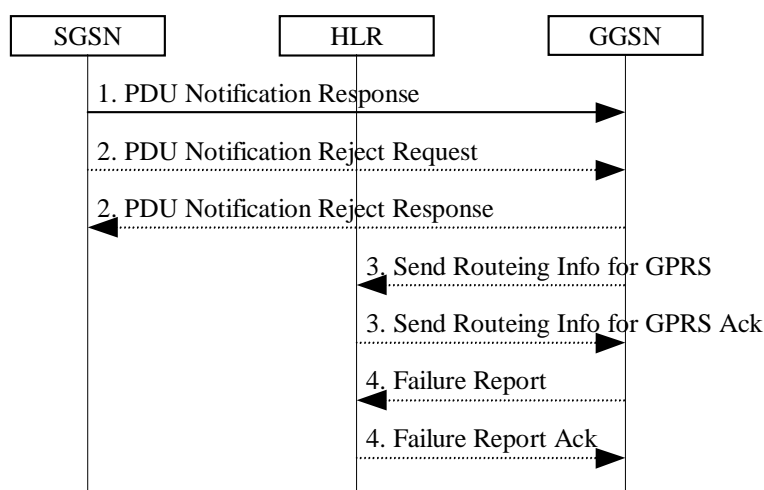 SGSN
HLR
GGSN
1. PDU Notification Response
2. PDU Notification Reject Request
2. PDU Notification Reject Response
3. Send Routeing Info for GPRS
3. Send Routeing Info for GPRS Ack
4. Failure Report
4. Failure Report Ack